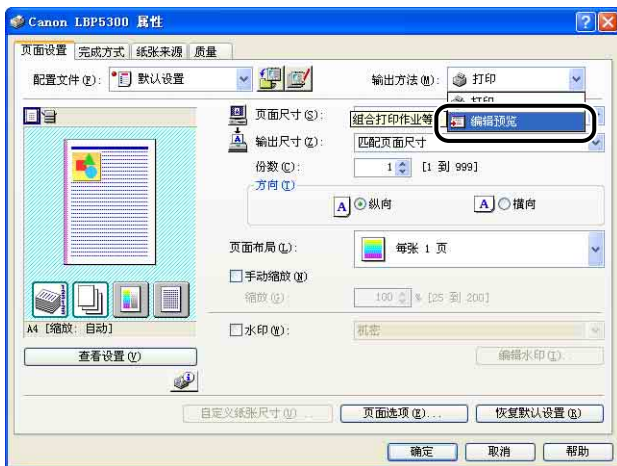 Canon LBP5300 属性
页面设置 完成方式 纸张来源 质量
配置文件(F): 默认设置 输出方法(M): 打印
打印
页面尺寸(S): 组合打印作业等 编辑预览
输出尺寸(Z): 匹配页面尺寸
份数(C): 1 [1 到 999]
方向(T)
A 纵向 A 横向
页面布局(L): 每张 1 页
手动缩放(N)
缩放(G): 100 % [25 到 200]
A4 [缩放: 自动]
水印(W): 机密
查看设置(V) 编辑水印(I)...
自定义纸张尺寸(U)... 页面选项(E)... 恢复默认设置(R)
确定 取消 帮助